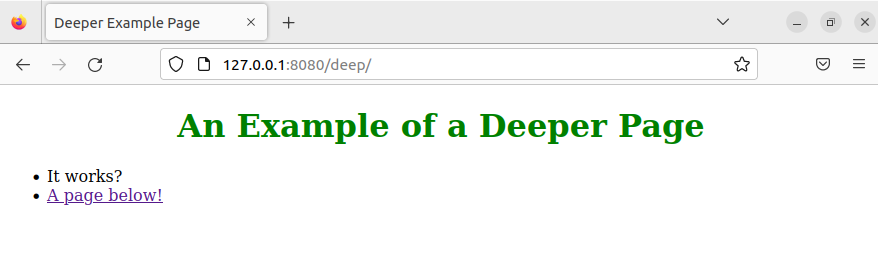 Deeper Example Page
127.0.0.1:8080/deep/
An Example of a Deeper Page
It works?
A page below!